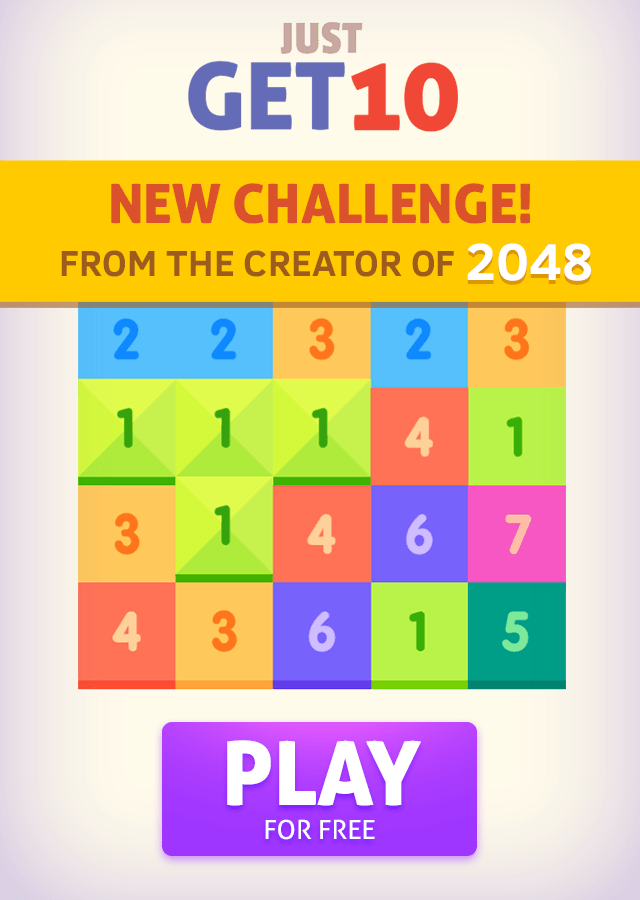 JUST
GET10
NEW CHALLENGE!
FROM THE CREATOR OF 2048
2 2 3 2 3
1 1 1 4 1
3 1 4 6 7
4 3 6 1 5
PLAY
FOR FREE